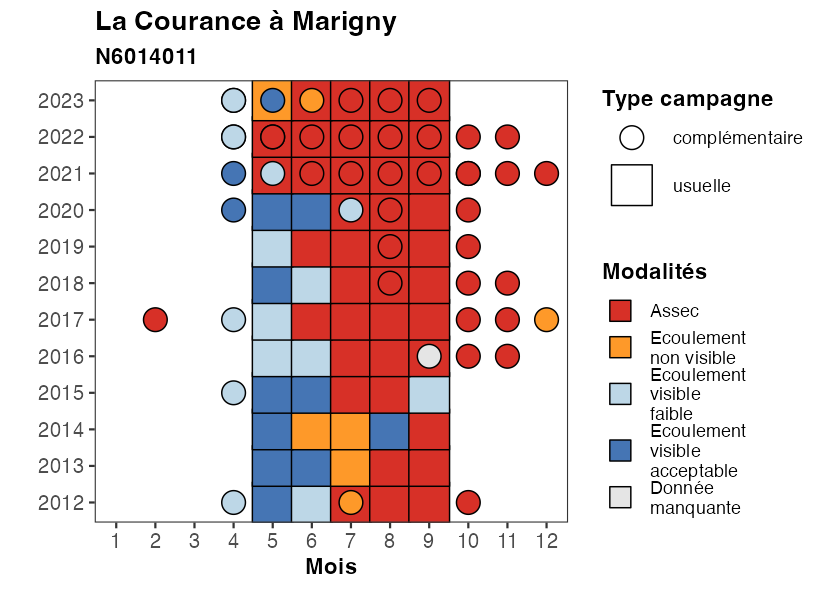 La Courance à Marigny
N6014011
2023
2022
2021
2020
2019
2018
2017
2016
2015
2014
2013
2012
1 2 3 4 5 6 7 8 9 10 11 12
Mois
Type campagne
complémentaire
usuelle
Modalités
Assec
Ecoulement
non visible
Ecoulement
visible
faible
Ecoulement
visible
acceptable
Donnée
manquante